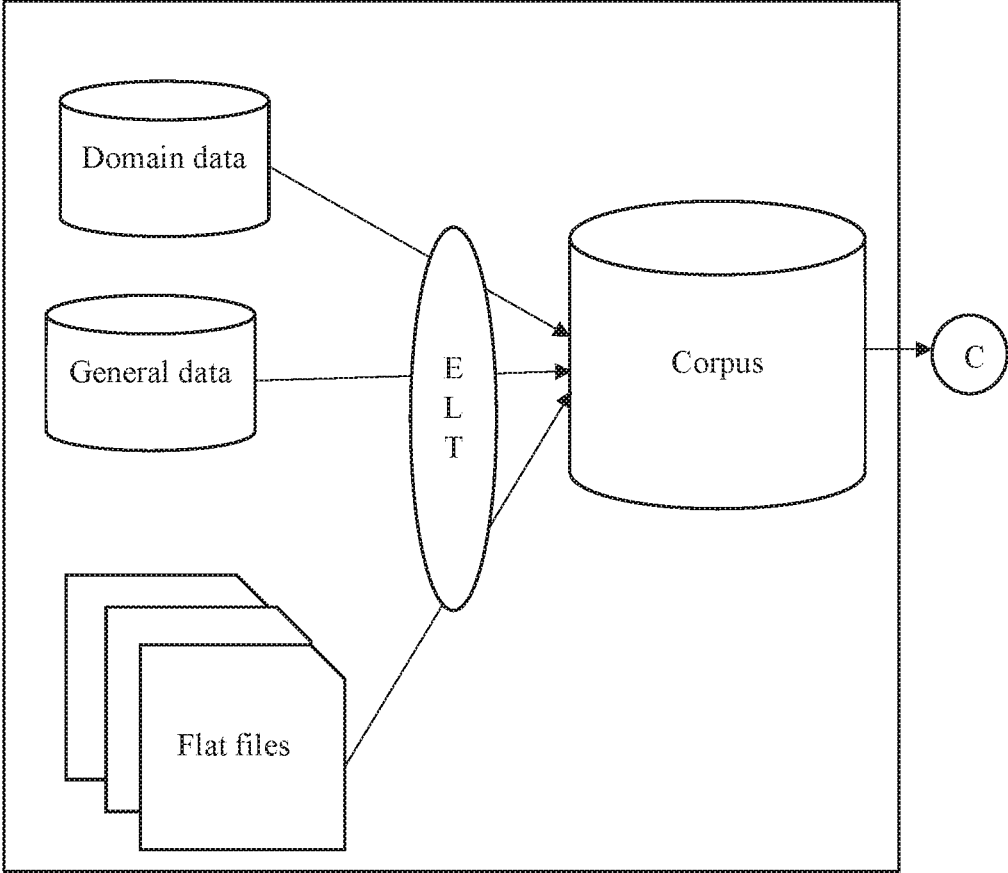 Domain data
General data
E
L
T
Corpus
C
Flat files